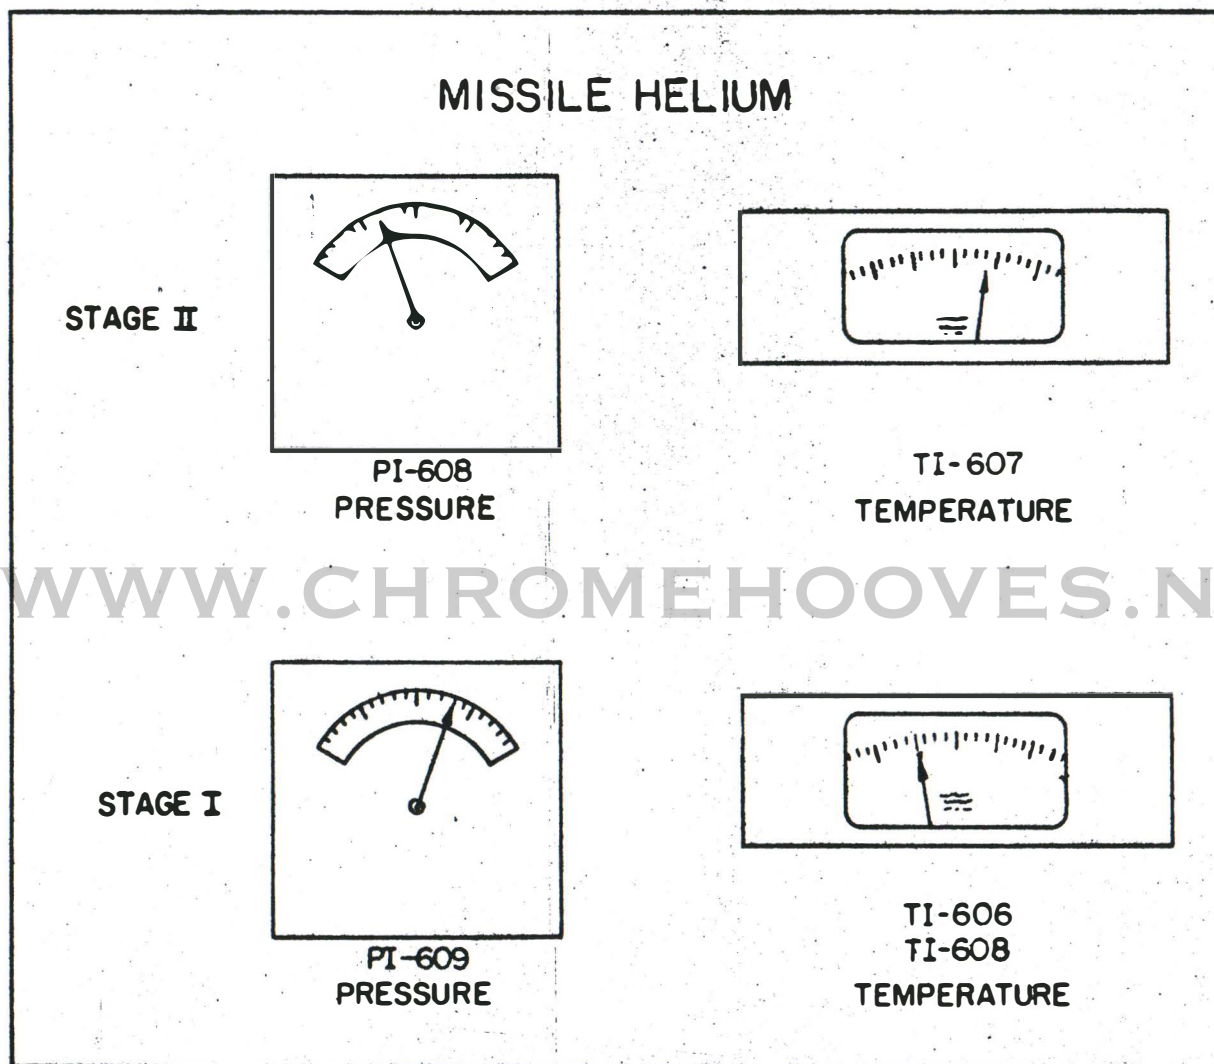 MISSILE HELIUM
STAGE II
PI-608
PRESSURE
TI-607
TEMPERATURE
WWW.CHROMEHOOVES.N
STAGE I
PI-609
PRESSURE
TI-606
TI-608
TEMPERATURE